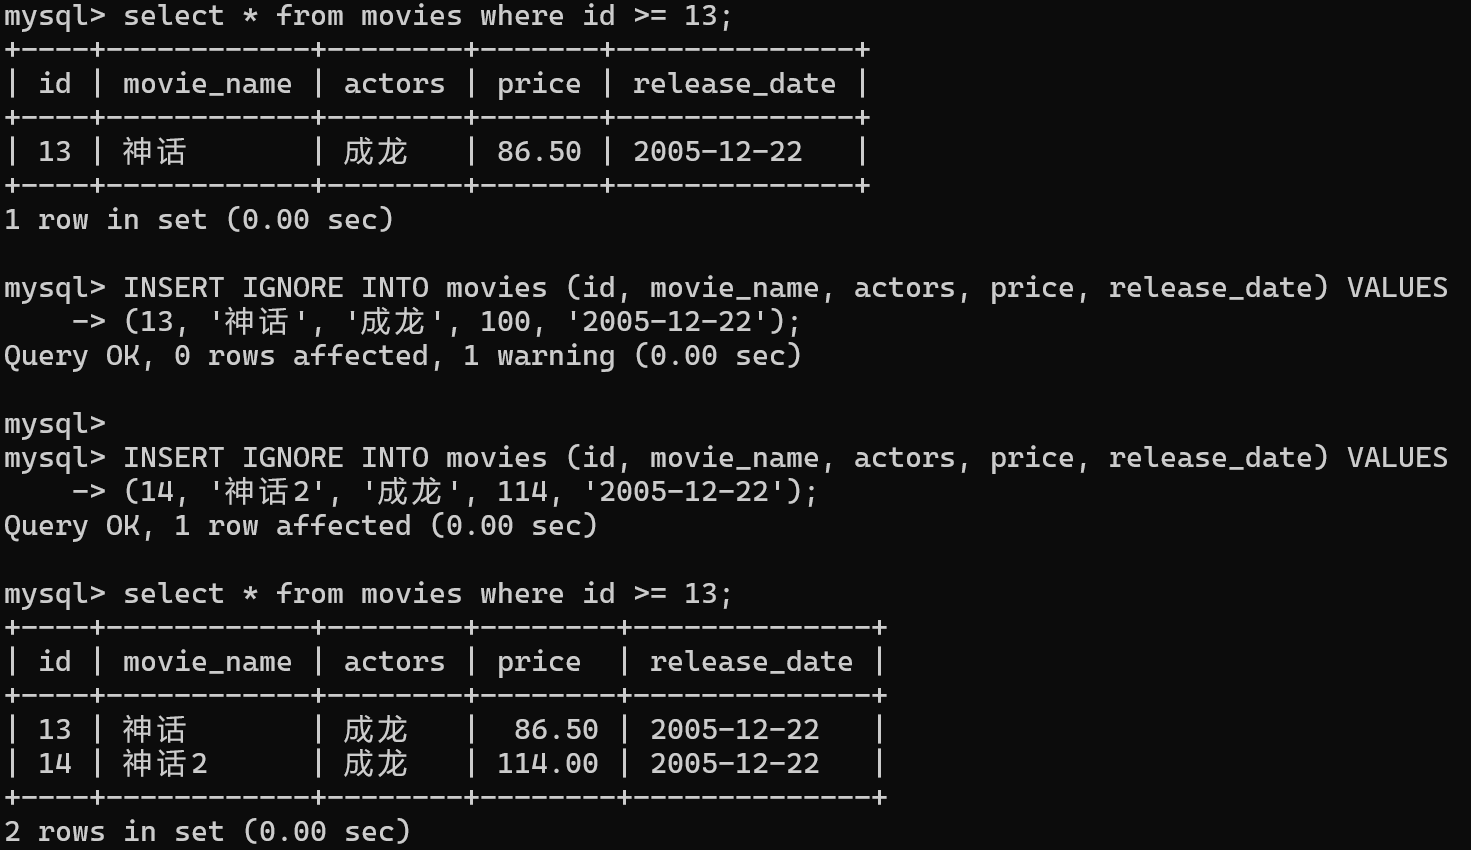 mysql> select * from movies where id >= 13;
+----+------------+--------+-------+--------------+
| id | movie_name | actors | price | release_date |
+----+------------+--------+-------+--------------+
| 13 | 神话       | 成龙   | 86.50 | 2005-12-22   |
+----+------------+--------+-------+--------------+
1 row in set (0.00 sec)

mysql> INSERT IGNORE INTO movies (id, movie_name, actors, price, release_date) VALUES
    -> (13, '神话', '成龙', 100, '2005-12-22');
Query OK, 0 rows affected, 1 warning (0.00 sec)

mysql>
mysql> INSERT IGNORE INTO movies (id, movie_name, actors, price, release_date) VALUES
    -> (14, '神话2', '成龙', 114, '2005-12-22');
Query OK, 1 row affected (0.00 sec)

mysql> select * from movies where id >= 13;
+----+------------+--------+--------+--------------+
| id | movie_name | actors | price  | release_date |
+----+------------+--------+--------+--------------+
| 13 | 神话       | 成龙   |  86.50 | 2005-12-22   |
| 14 | 神话2      | 成龙   | 114.00 | 2005-12-22   |
+----+------------+--------+--------+--------------+
2 rows in set (0.00 sec)